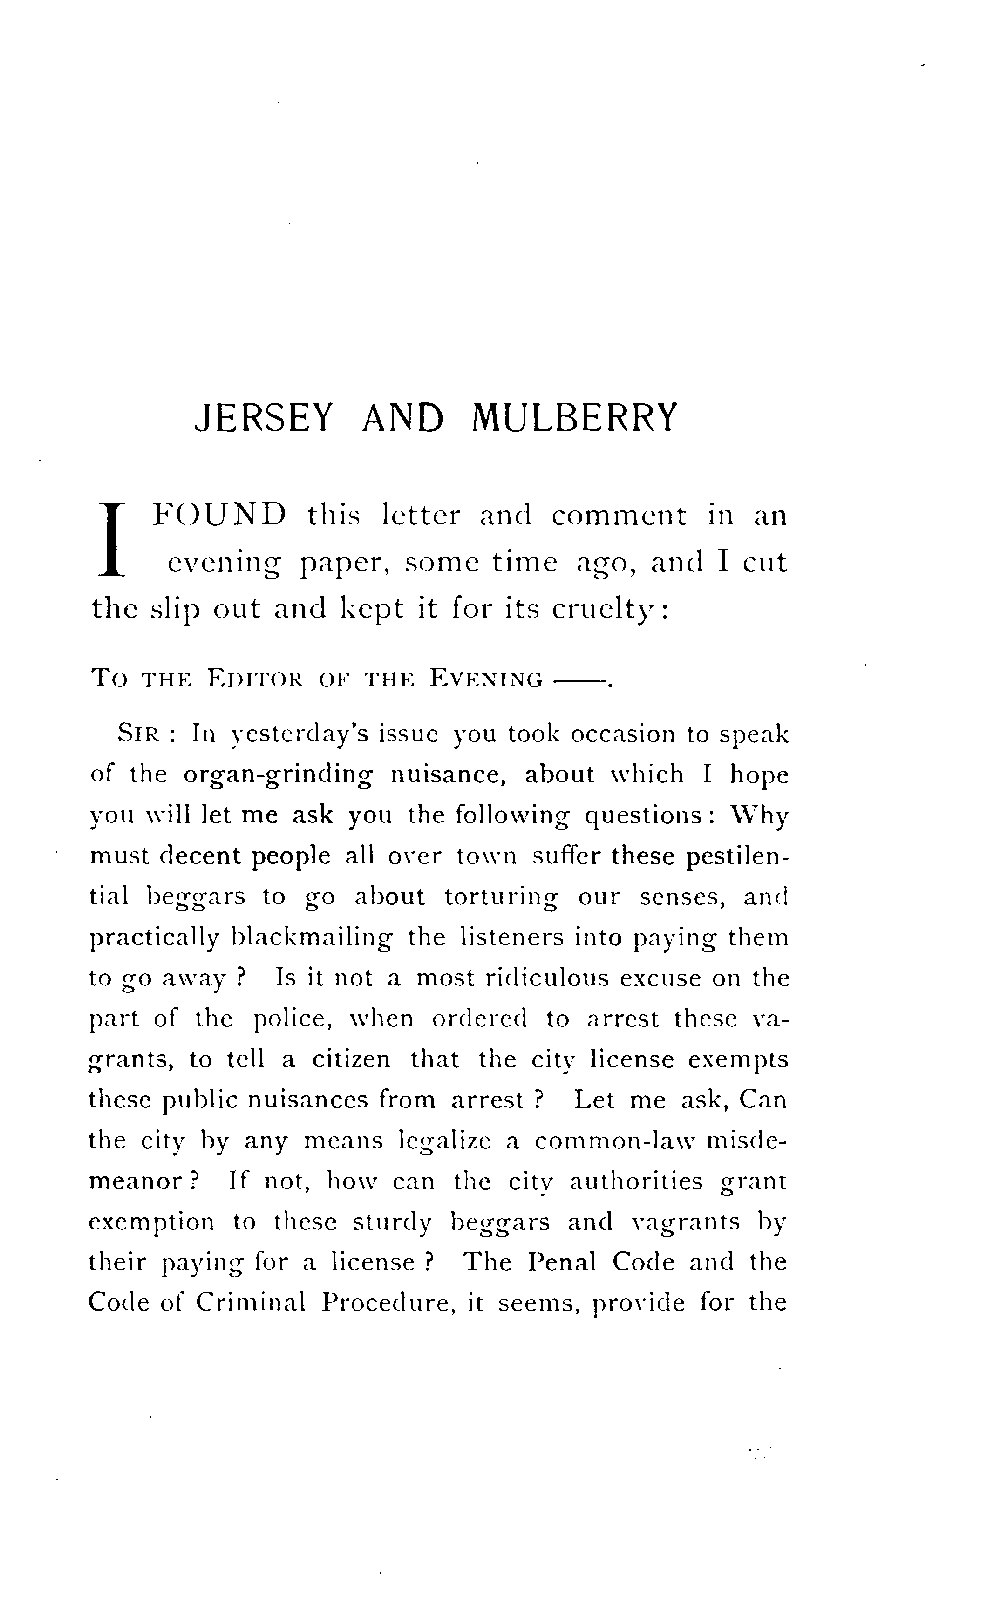 JERSEY AND MULBERRY
I FOUND this letter and comment in an
evening paper, some time ago, and I cut
the slip out and kept it for its cruelty:
TO THE EDITOR OF THE EVENING ——.
SIR: In yesterday's issue you took occasion to speak
of the organ-grinding nuisance, about which I hope
you will let me ask you the following questions: Why
must decent people all over town suffer these pestilen-
tial beggars to go about torturing our senses, and
practically blackmailing the listeners into paying them
to go away? Is it not a most ridiculous excuse on the
part of the police, when ordered to arrest these va-
grants, to tell a citizen that the city license exempts
these public nuisances from arrest? Let me ask, Can
the city by any means legalize a common-law misde-
meanor? If not, how can the city authorities grant
exemption to these sturdy beggars and vagrants by
their paying for a license? The Penal Code and the
Code of Criminal Procedure, it seems, provide for the